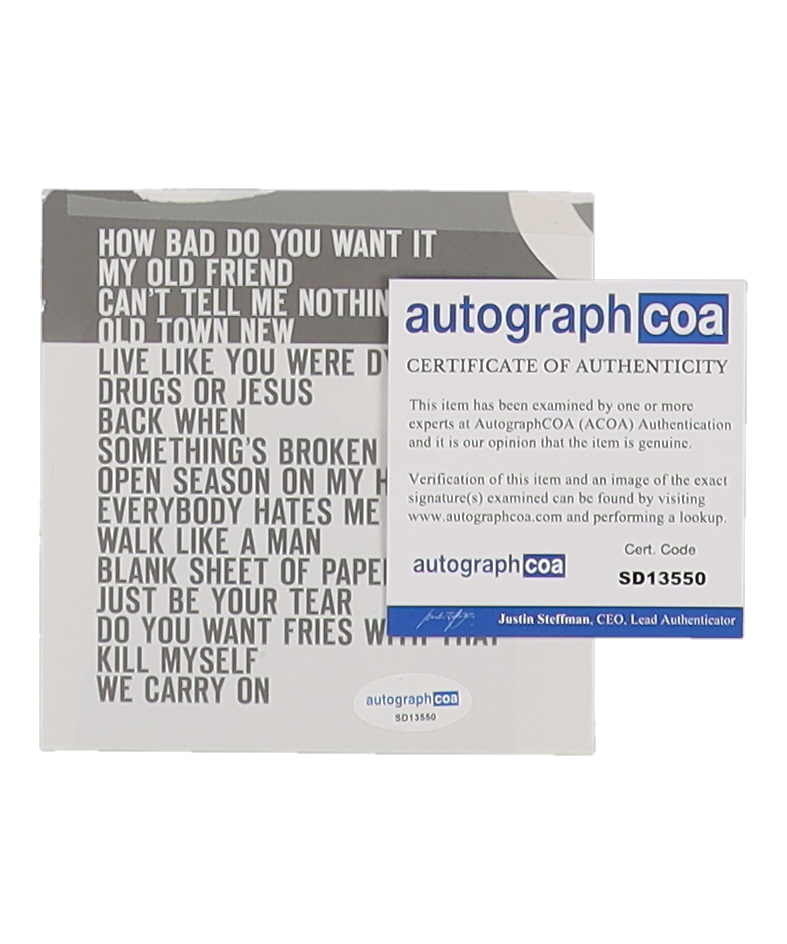 HOW BAD DO YOU WANT IT
MY OLD FRIEND
CAN'T TELL ME NOTHIN
OLD TOWN NEW
LIVE LIKE YOU WERE D
DRUGS OR JESUS
BACK WHEN
SOMETHING'S BROKEN
OPEN SEASON ON MY H
EVERYBODY HATES ME
WALK LIKE A MAN
BLANK SHEET OF PAPE
JUST BE YOUR TEAR
DO YOU WANT FRIES WITH THAT
KILL MYSELF
WE CARRY ON
autographcoa
SD13550
autographcoa
CERTIFICATE OF AUTHENTICITY
This item has been examined by one or more
experts at AutographCOA (ACOA) Authentication
and it is our opinion that the item is genuine.
Verification of this item and an image of the exact
signature(s) examined can be found by visiting
www.autographcoa.com and performing a lookup.
autographcoa
Cert. Code
SD13550
Justin Steffman, CEO, Lead Authenticator